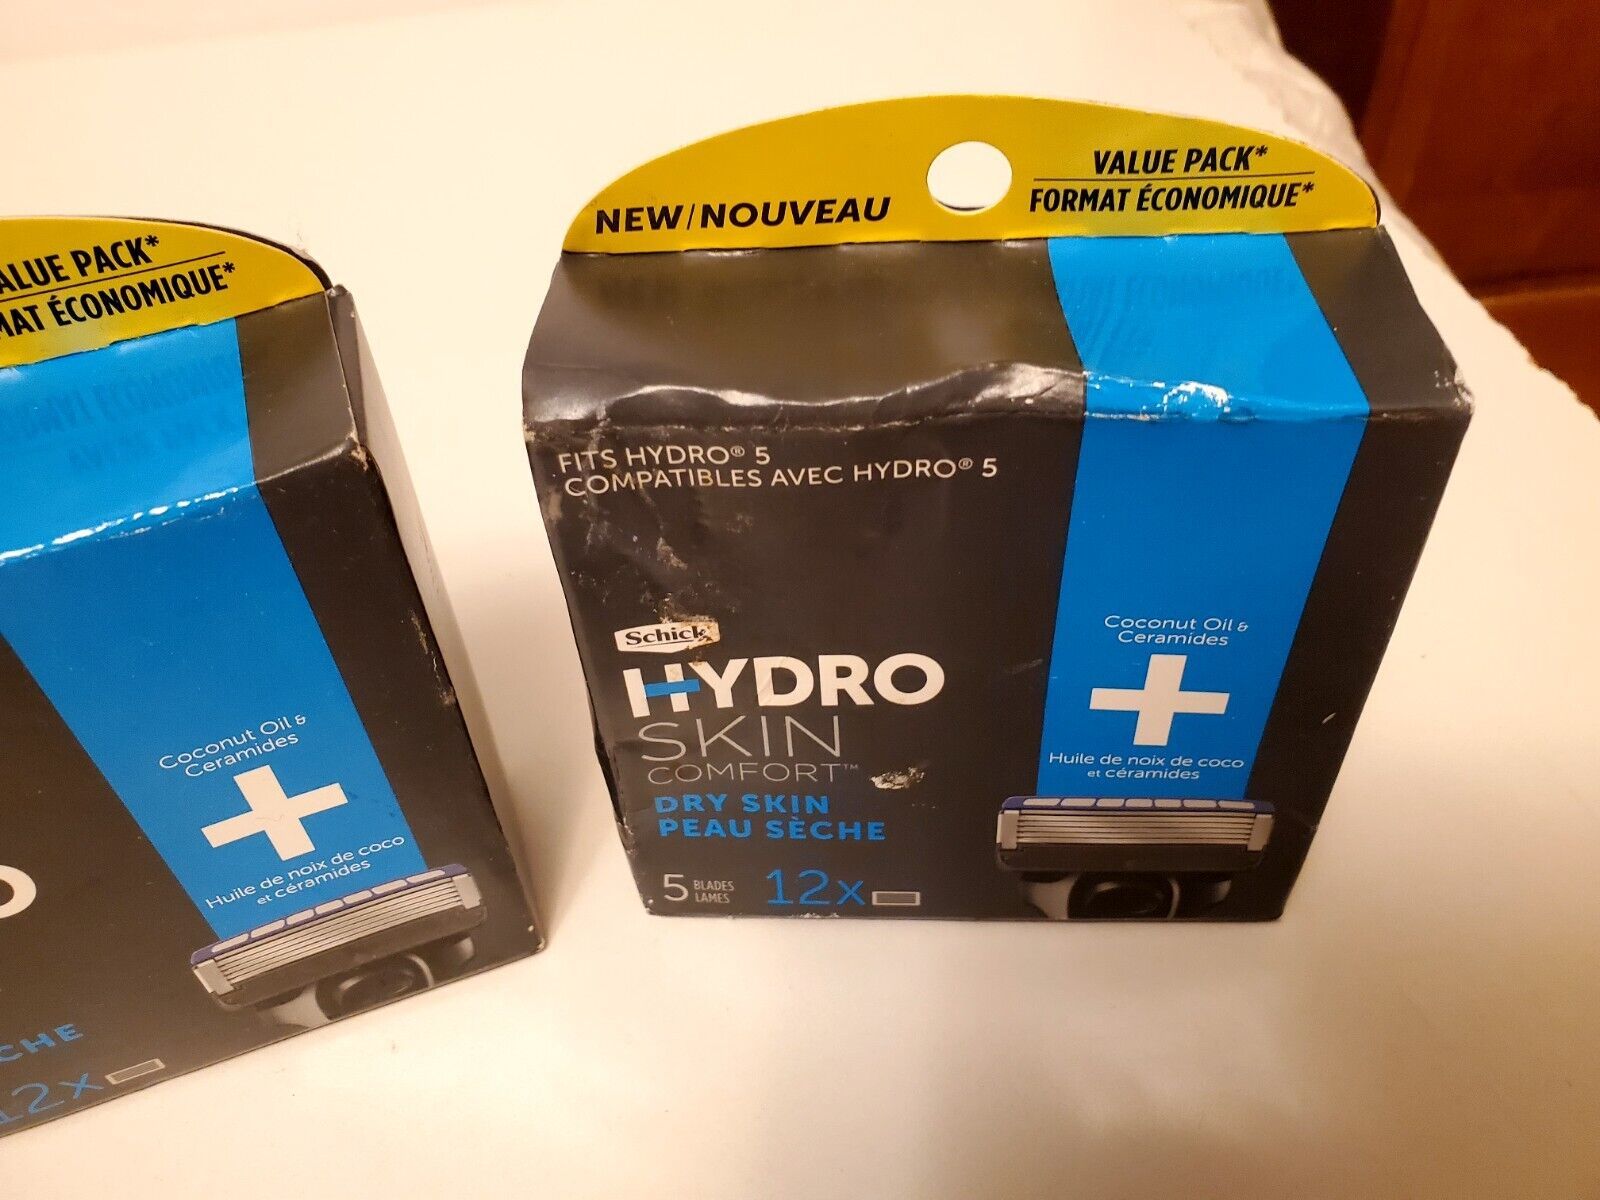 NEW/NOUVEAU
VALUE PACK*
FORMAT ÉCONOMIQUE*
FITS HYDRO® 5
COMPATIBLES AVEC HYDRO® 5
Schick
HYDRO
SKIN
COMFORT™
DRY SKIN
PEAU SÈCHE
5 BLADES
LAMES
12x
Coconut Oil &
Ceramides
Huile de noix de coco
et céramides
ALUE PACK*
MAT ÉCONOMIQUE*
Coconut Oil &
Ceramides
Huile de noix de coco
et céramides
O
CHE
12x